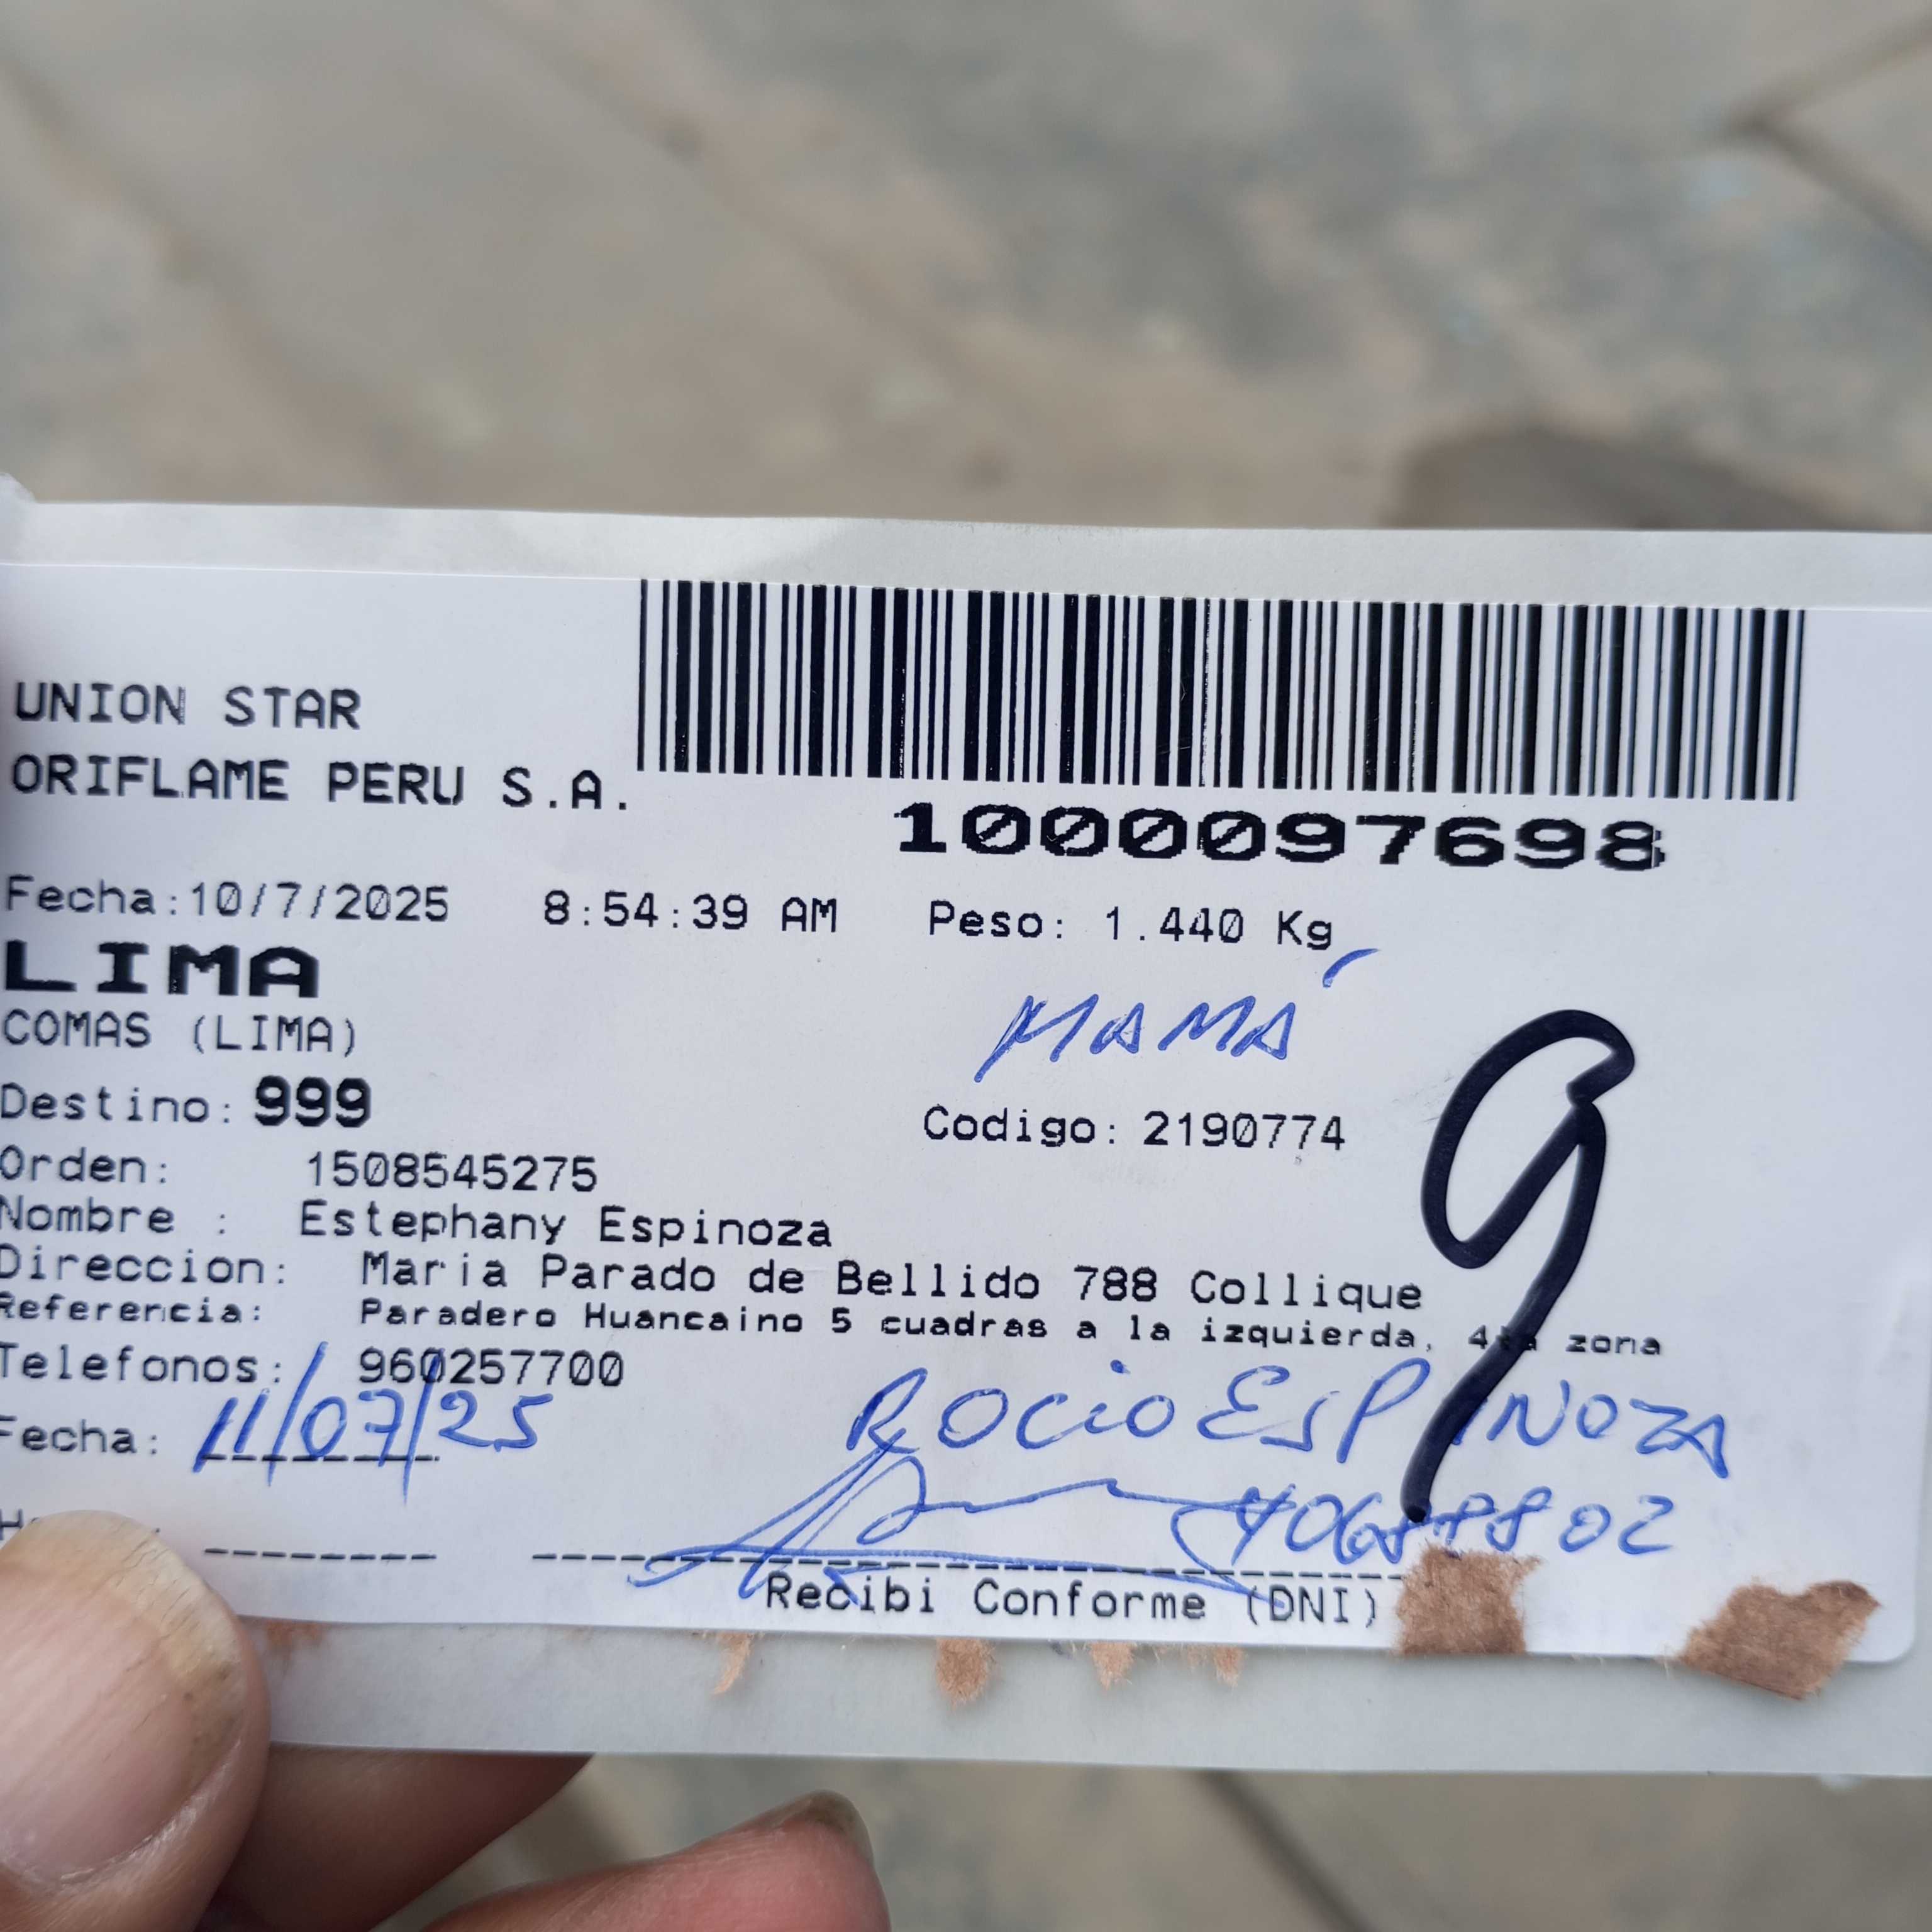 UNION STAR
ORIFLAME PERU S.A.
1000097698
Fecha:10/7/2025 8:54:39 AM Peso: 1.440 Kg
LIMA
COMAS (LIMA)
MAMÁ
Destino: 999 Codigo: 2190774
Orden: 1508545275
Nombre : Estephany Espinoza
Direccion: Maria Parado de Bellido 788 Collique
Referencia: Paradero Huancaino 5 cuadras a la izquierda, 4ta zona
Telefonos: 960257700
Fecha: 11/07/25 ROCIO ESPINOZA
Recibi Conforme (DNI)
9